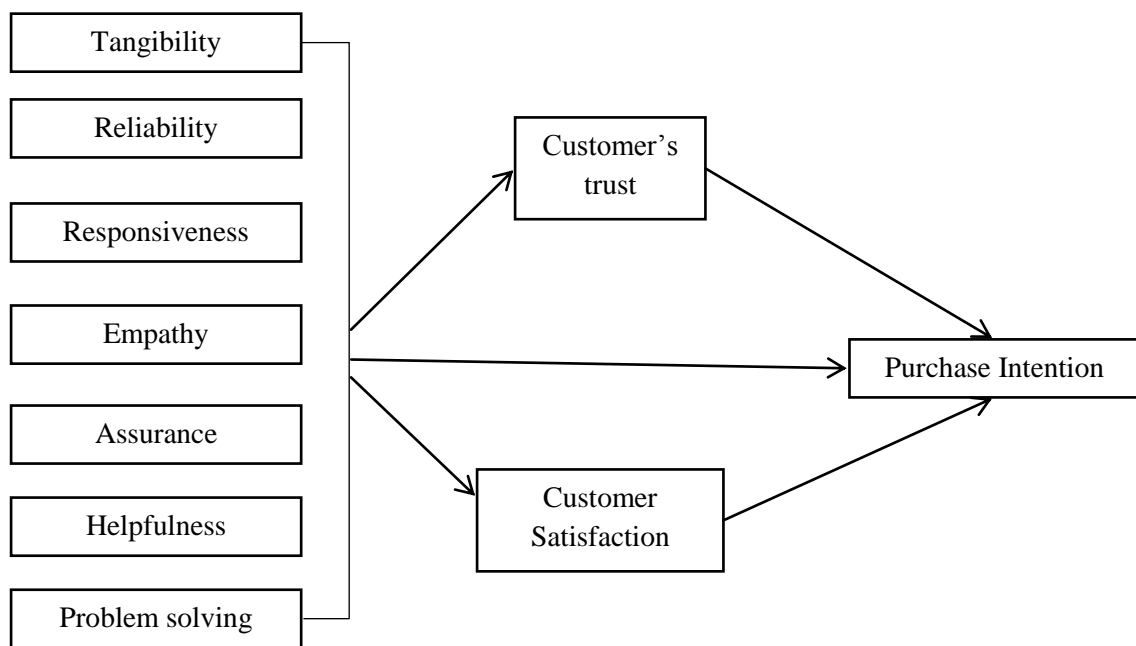 Tangibility
Reliability
Responsiveness
Empathy
Assurance
Helpfulness
Problem solving
Customer’s
trust
Customer
Satisfaction
Purchase Intention